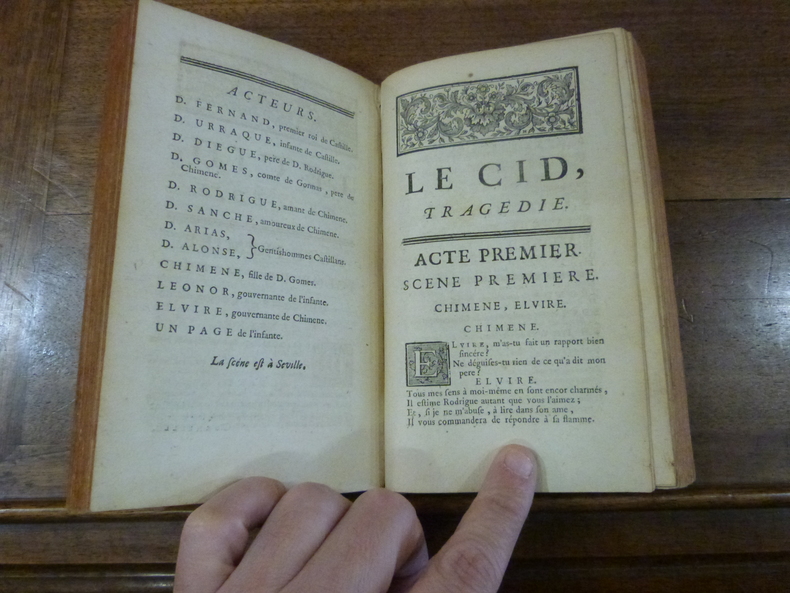 ACTEURS.
D. FERNAND, premier roi de Castille.
D. URRAQUE, infante de Castille.
D. DIEGUE, pere de D. Rodrigue.
D. GOMES, comte de Gormas, pere de
Chimene.
D. RODRIGUE, amant de Chimene.
D. SANCHE, amoureux de Chimene.
D. ARIAS,
D. ALONSE, } Gentilshommes Castillans.
CHIMENE, fille de D. Gomes.
LEONOR, gouvernante de l'infante.
ELVIRE, gouvernante de Chimene.
UN PAGE de l'infante.
La scéne est à Seville.
LE CID,
TRAGEDIE.
ACTE PREMIER.
SCENE PREMIERE.
CHIMENE, ELVIRE.
CHIMENE.
ELVIRE, m'as-tu fait un rapport bien
sincére?
Ne déguises-tu rien de ce qu'a dit mon
pere?
ELVIRE.
Tous mes sens à moi-même en sont encor charmés,
Il estime Rodrigue autant que vous l'aimez;
Et, si je ne m'abuse, à lire dans son ame,
Il vous commandera de répondre à sa flamme.